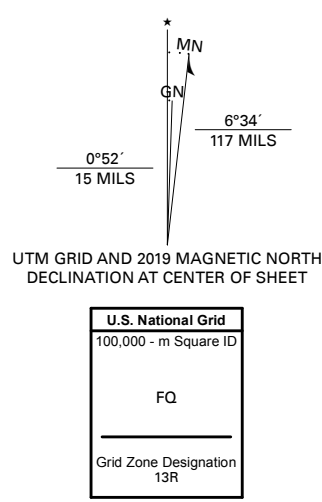 ★
MN
GN
6°34´
117 MILS
0°52´
15 MILS
UTM GRID AND 2019 MAGNETIC NORTH
DECLINATION AT CENTER OF SHEET
U.S. National Grid
100,000 - m Square ID
FQ
Grid Zone Designation
13R